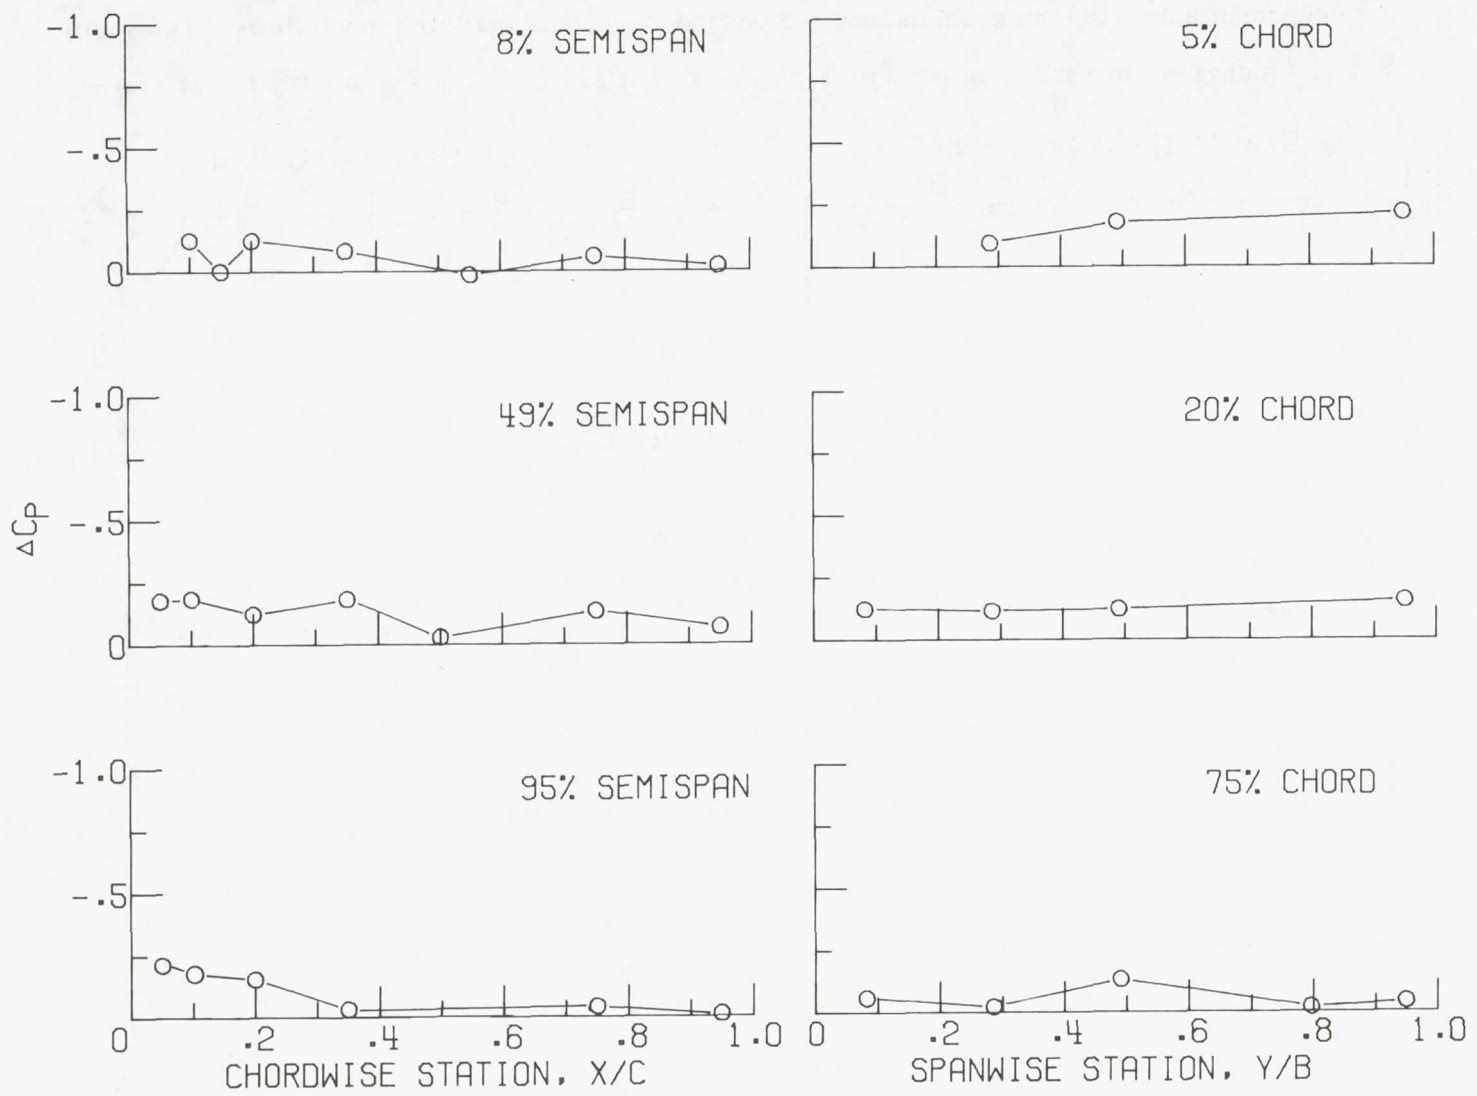 -1.0
8% SEMISPAN
-.5
0
5% CHORD
-1.0
49% SEMISPAN
-.5
0
ΔCP
20% CHORD
-1.0
95% SEMISPAN
-.5
0 .2 .4 .6 .8 1.0
CHORDWISE STATION, X/C
75% CHORD
0 .2 .4 .6 .8 1.0
SPANWISE STATION, Y/B